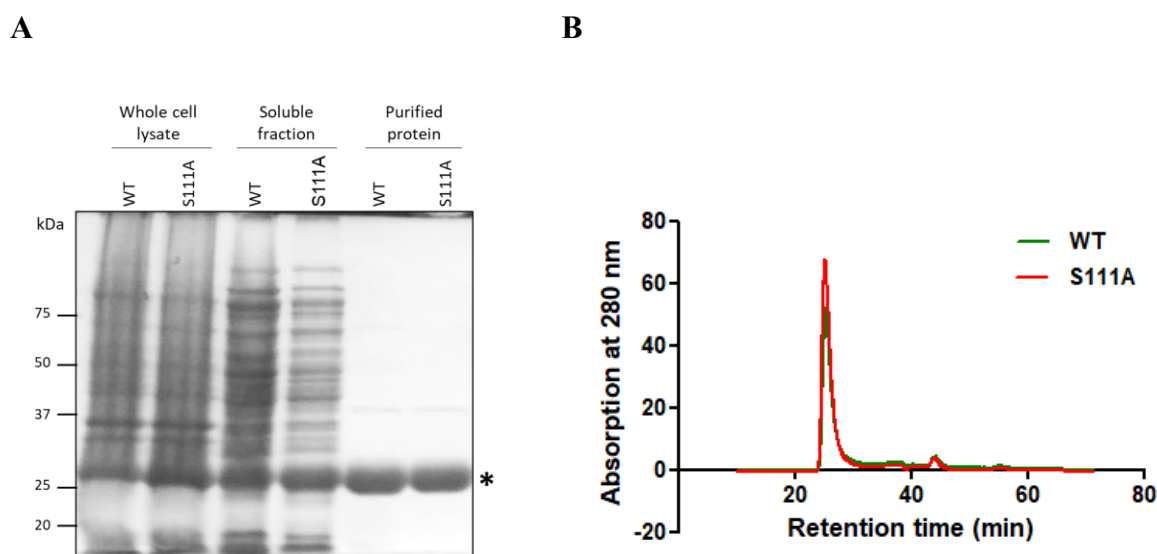 A
B
Whole cell
lysate
Soluble
fraction
Purified
protein
WT
S111A
WT
S111A
WT
S111A
kDa
75
50
37
25
20
*
80
60
40
20
0
-20
Absorption at 280 nm
WT
S111A
20
40
60
80
Retention time (min)